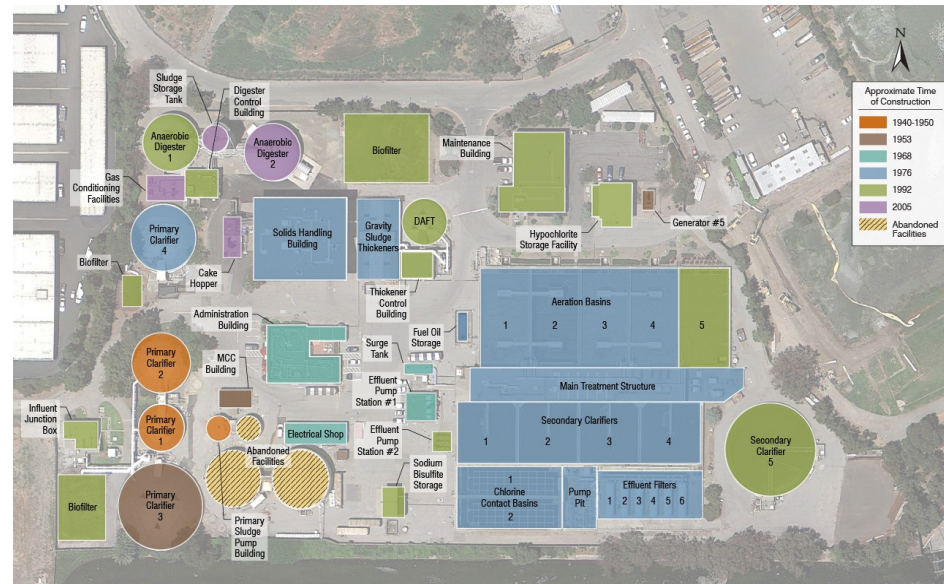 N
Approximate Time
of Construction
1940-1950
1953
1968
1976
1992
2005
Abandoned
Facilities
Sludge
Storage
Tank
Digester
Control
Building
Anaerobic
Digester
1
Anaerobic
Digester
2
Biofilter
Maintenance
Building
Gas
Conditioning
Facilities
Primary
Clarifier
4
Solids Handling
Building
Gravity
Sludge
Thickeners
DAFT
Hypochlorite
Storage Facility
Generator #5
Biofilter
Cake
Hopper
Thickener
Control
Building
Administration
Building
Fuel Oil
Storage
Aeration Basins
1 2 3 4 5
Primary
Clarifier
2
MCC
Building
Surge
Tank
Effluent
Pump
Station #1
Main Treatment Structure
Influent
Junction
Box
Primary
Clarifier
1
Abandoned
Facilities
Electrical Shop
Effluent
Pump
Station #2
Secondary Clarifiers
1 2 3 4
Secondary
Clarifier
5
Biofilter
Primary
Clarifier
3
Primary
Sludge
Pump
Building
Sodium
Bisulfite
Storage
1
Chlorine
Contact Basins
2
Pump
Pit
Effluent Filters
1 2 3 4 5 6